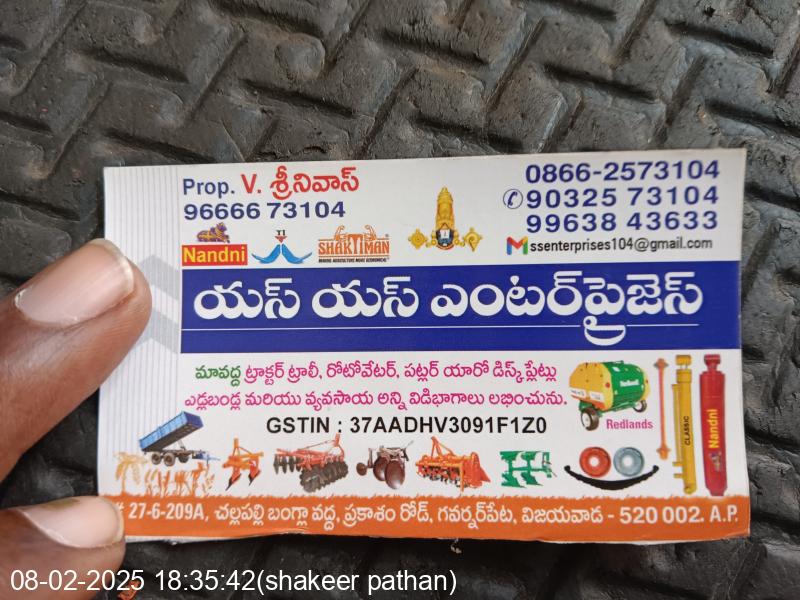 Prop. V. శ్రీనివాస్
96666 73104
0866-2573104
90325 73104
99638 43633
ssenterprises104@gmail.com
Nandni
SHAKTIMAN
యస్ యస్ ఎంటర్‌ప్రైజెస్
మావద్ద ట్రాక్టర్ ట్రాలీ, రోటోవేటర్, పట్లర్ యారో డిస్క్ ప్లేట్లు
ఎడ్లబండ్ల మరియు వ్యవసాయ అన్ని విడిభాగాలు లభించును.
GSTIN : 37AADHV3091F1Z0
Redlands
CLASSIC
Nandni
# 27-6-209A, చల్లపల్లి బంగ్లా వద్ద, ప్రకాశం రోడ్, గవర్నర్‌పేట, విజయవాడ - 520 002. A.P.
08-02-2025 18:35:42(shakeer pathan)